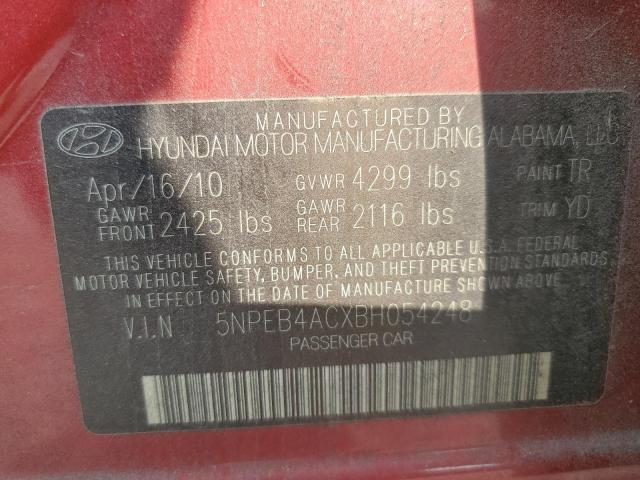 MANUFACTURED BY
HYUNDAI MOTOR MANUFACTURING ALABAMA, LLC
Apr/16/10 GVWR 4299 lbs PAINT TR
GAWR FRONT 2425 lbs GAWR REAR 2116 lbs TRIM YD
THIS VEHICLE CONFORMS TO ALL APPLICABLE U.S.A. FEDERAL
MOTOR VEHICLE SAFETY, BUMPER, AND THEFT PREVENTION STANDARDS
IN EFFECT ON THE DATE OF MANUFACTURE SHOWN ABOVE.
V.I.N 5NPEB4ACXBH054248
PASSENGER CAR